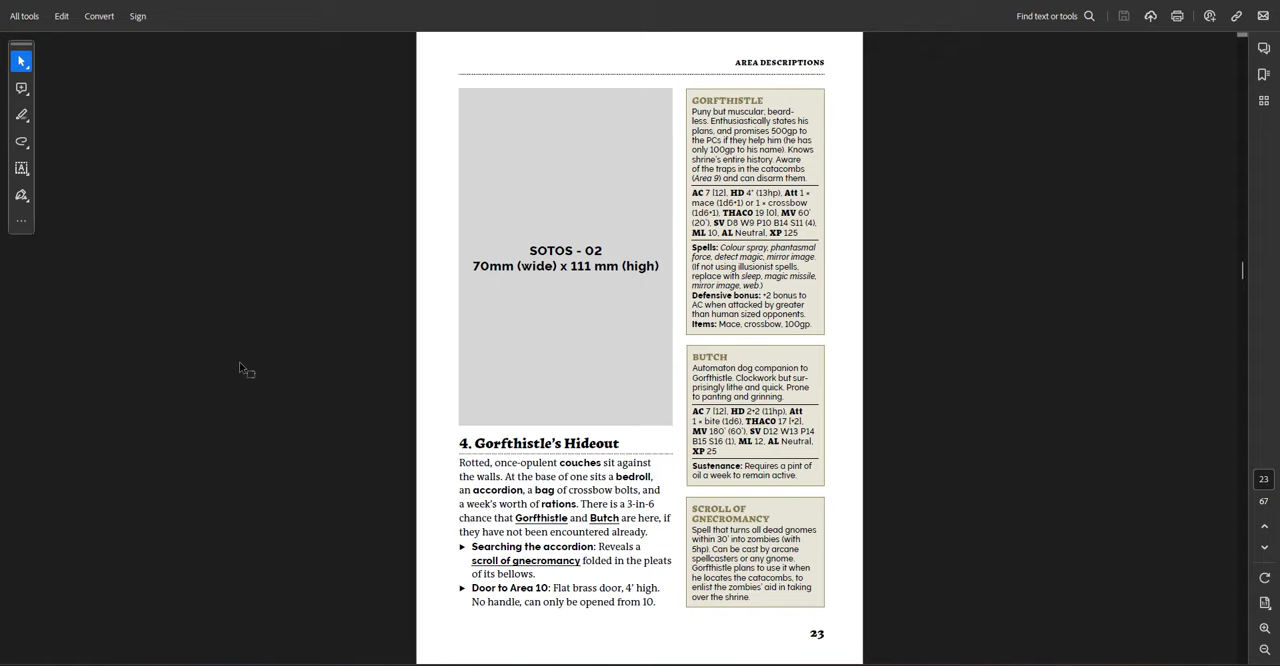 All tools
Edit
Convert
Sign
Find text or tools
AREA DESCRIPTIONS
SOTOS - 02
70mm (wide) x 111 mm (high)
4. Gorfthistle's Hideout
Rotted, once-opulent couches sit against
the walls. At the base of one sits a bedroll,
an accordion, a bag of crossbow bolts, and
a week's worth of rations. There is a 3-in-6
chance that Gorfthistle and Butch are here, if
they have not been encountered already.
► Searching the accordion: Reveals a
scroll of gnecromancy folded in the pleats
of its bellows.
► Door to Area 10: Flat brass door, 4′ high.
No handle, can only be opened from 10.
GORFTHISTLE
Puny but muscular; beard-
less. Enthusiastically states his
plans, and promises 500gp to
the PCs if they help him (he has
only 100gp to his name). Knows
shrine's entire history. Aware
of the traps in the catacombs
(Area 9) and can disarm them.
AC 7 [12], HD 4* (13hp), Att 1 ×
mace (1d6+1) or 1 × crossbow
(1d6+1), THAC0 19 [0], MV 60′
(20′), SV D8 W9 P10 B14 S11 (4),
ML 10, AL Neutral, XP 125
Spells: Colour spray, phantasmal
force, detect magic, mirror image.
(If not using illusionist spells,
replace with sleep, magic missile,
mirror image, web.)
Defensive bonus: +2 bonus to
AC when attacked by greater
than human sized opponents.
Items: Mace, crossbow, 100gp.
BUTCH
Automaton dog companion to
Gorfthistle. Clockwork but sur-
prisingly lithe and quick. Prone
to panting and grinning.
AC 7 [12], HD 2+2 (11hp), Att
1 × bite (1d6), THAC0 17 [+2],
MV 180′ (60′), SV D12 W13 P14
B15 S16 (1), ML 12, AL Neutral,
XP 25
Sustenance: Requires a pint of
oil a week to remain active.
SCROLL OF
GNECROMANCY
Spell that turns all dead gnomes
within 30′ into zombies (with
5hp). Can be cast by arcane
spellcasters or any gnome.
Gorfthistle plans to use it when
he locates the catacombs, to
enlist the zombies' aid in taking
over the shrine.
23
23
67